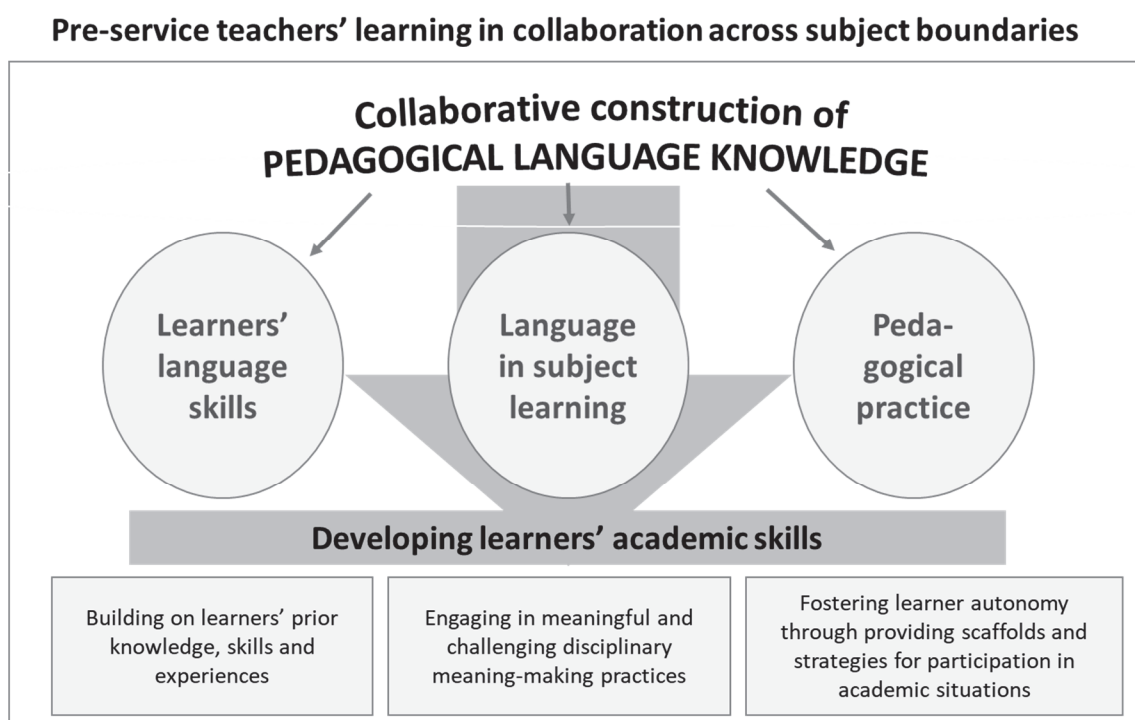 Pre-service teachers’ learning in collaboration across subject boundaries
Collaborative construction of
PEDAGOGICAL LANGUAGE KNOWLEDGE
Learners’
language
skills
Language
in subject
learning
Peda-
gogical
practice
Developing learners’ academic skills
Building on learners’ prior
knowledge, skills and
experiences
Engaging in meaningful and
challenging disciplinary
meaning-making practices
Fostering learner autonomy
through providing scaffolds and
strategies for participation in
academic situations